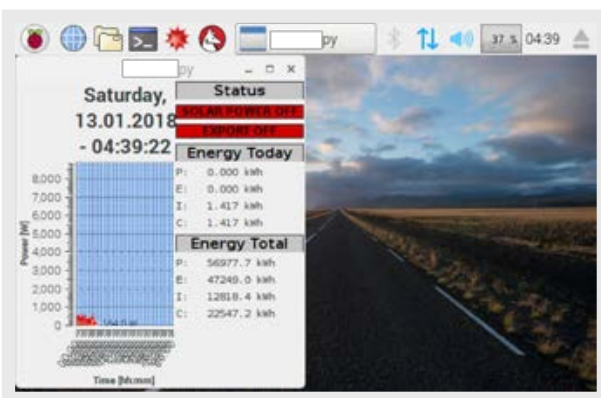 py
37 %
04:39
py
Saturday,
13.01.2018
- 04:39:22
Status
SOLAR POWER OFF
EXPORT OFF
Energy Today
P: 0.000 kWh
E: 0.000 kWh
I: 1.417 kWh
C: 1.417 kWh
Energy Total
P: 56977.7 kWh
E: 47249.0 kWh
I: 12818.4 kWh
C: 22547.2 kWh
Power [W]
8,000
7,000
6,000
5,000
4,000
3,000
2,000
1,000
0
Time [hh:mm]